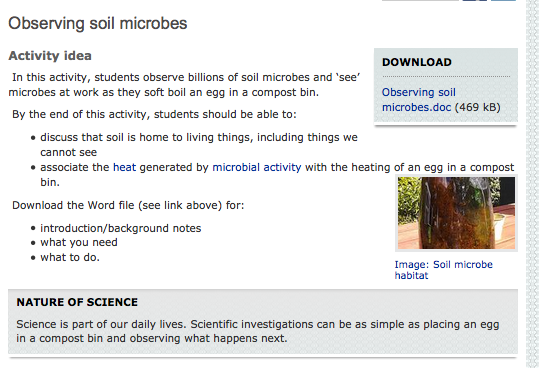 Observing soil microbes
Activity idea
In this activity, students observe billions of soil microbes and ‘see’
microbes at work as they soft boil an egg in a compost bin.
By the end of this activity, students should be able to:
• discuss that soil is home to living things, including things we
cannot see
• associate the heat generated by microbial activity with the heating of an egg in a compost
bin.
Download the Word file (see link above) for:
• introduction/background notes
• what you need
• what to do.
DOWNLOAD
Observing soil
microbes.doc (469 kB)
Image: Soil microbe
habitat
NATURE OF SCIENCE
Science is part of our daily lives. Scientific investigations can be as simple as placing an egg
in a compost bin and observing what happens next.